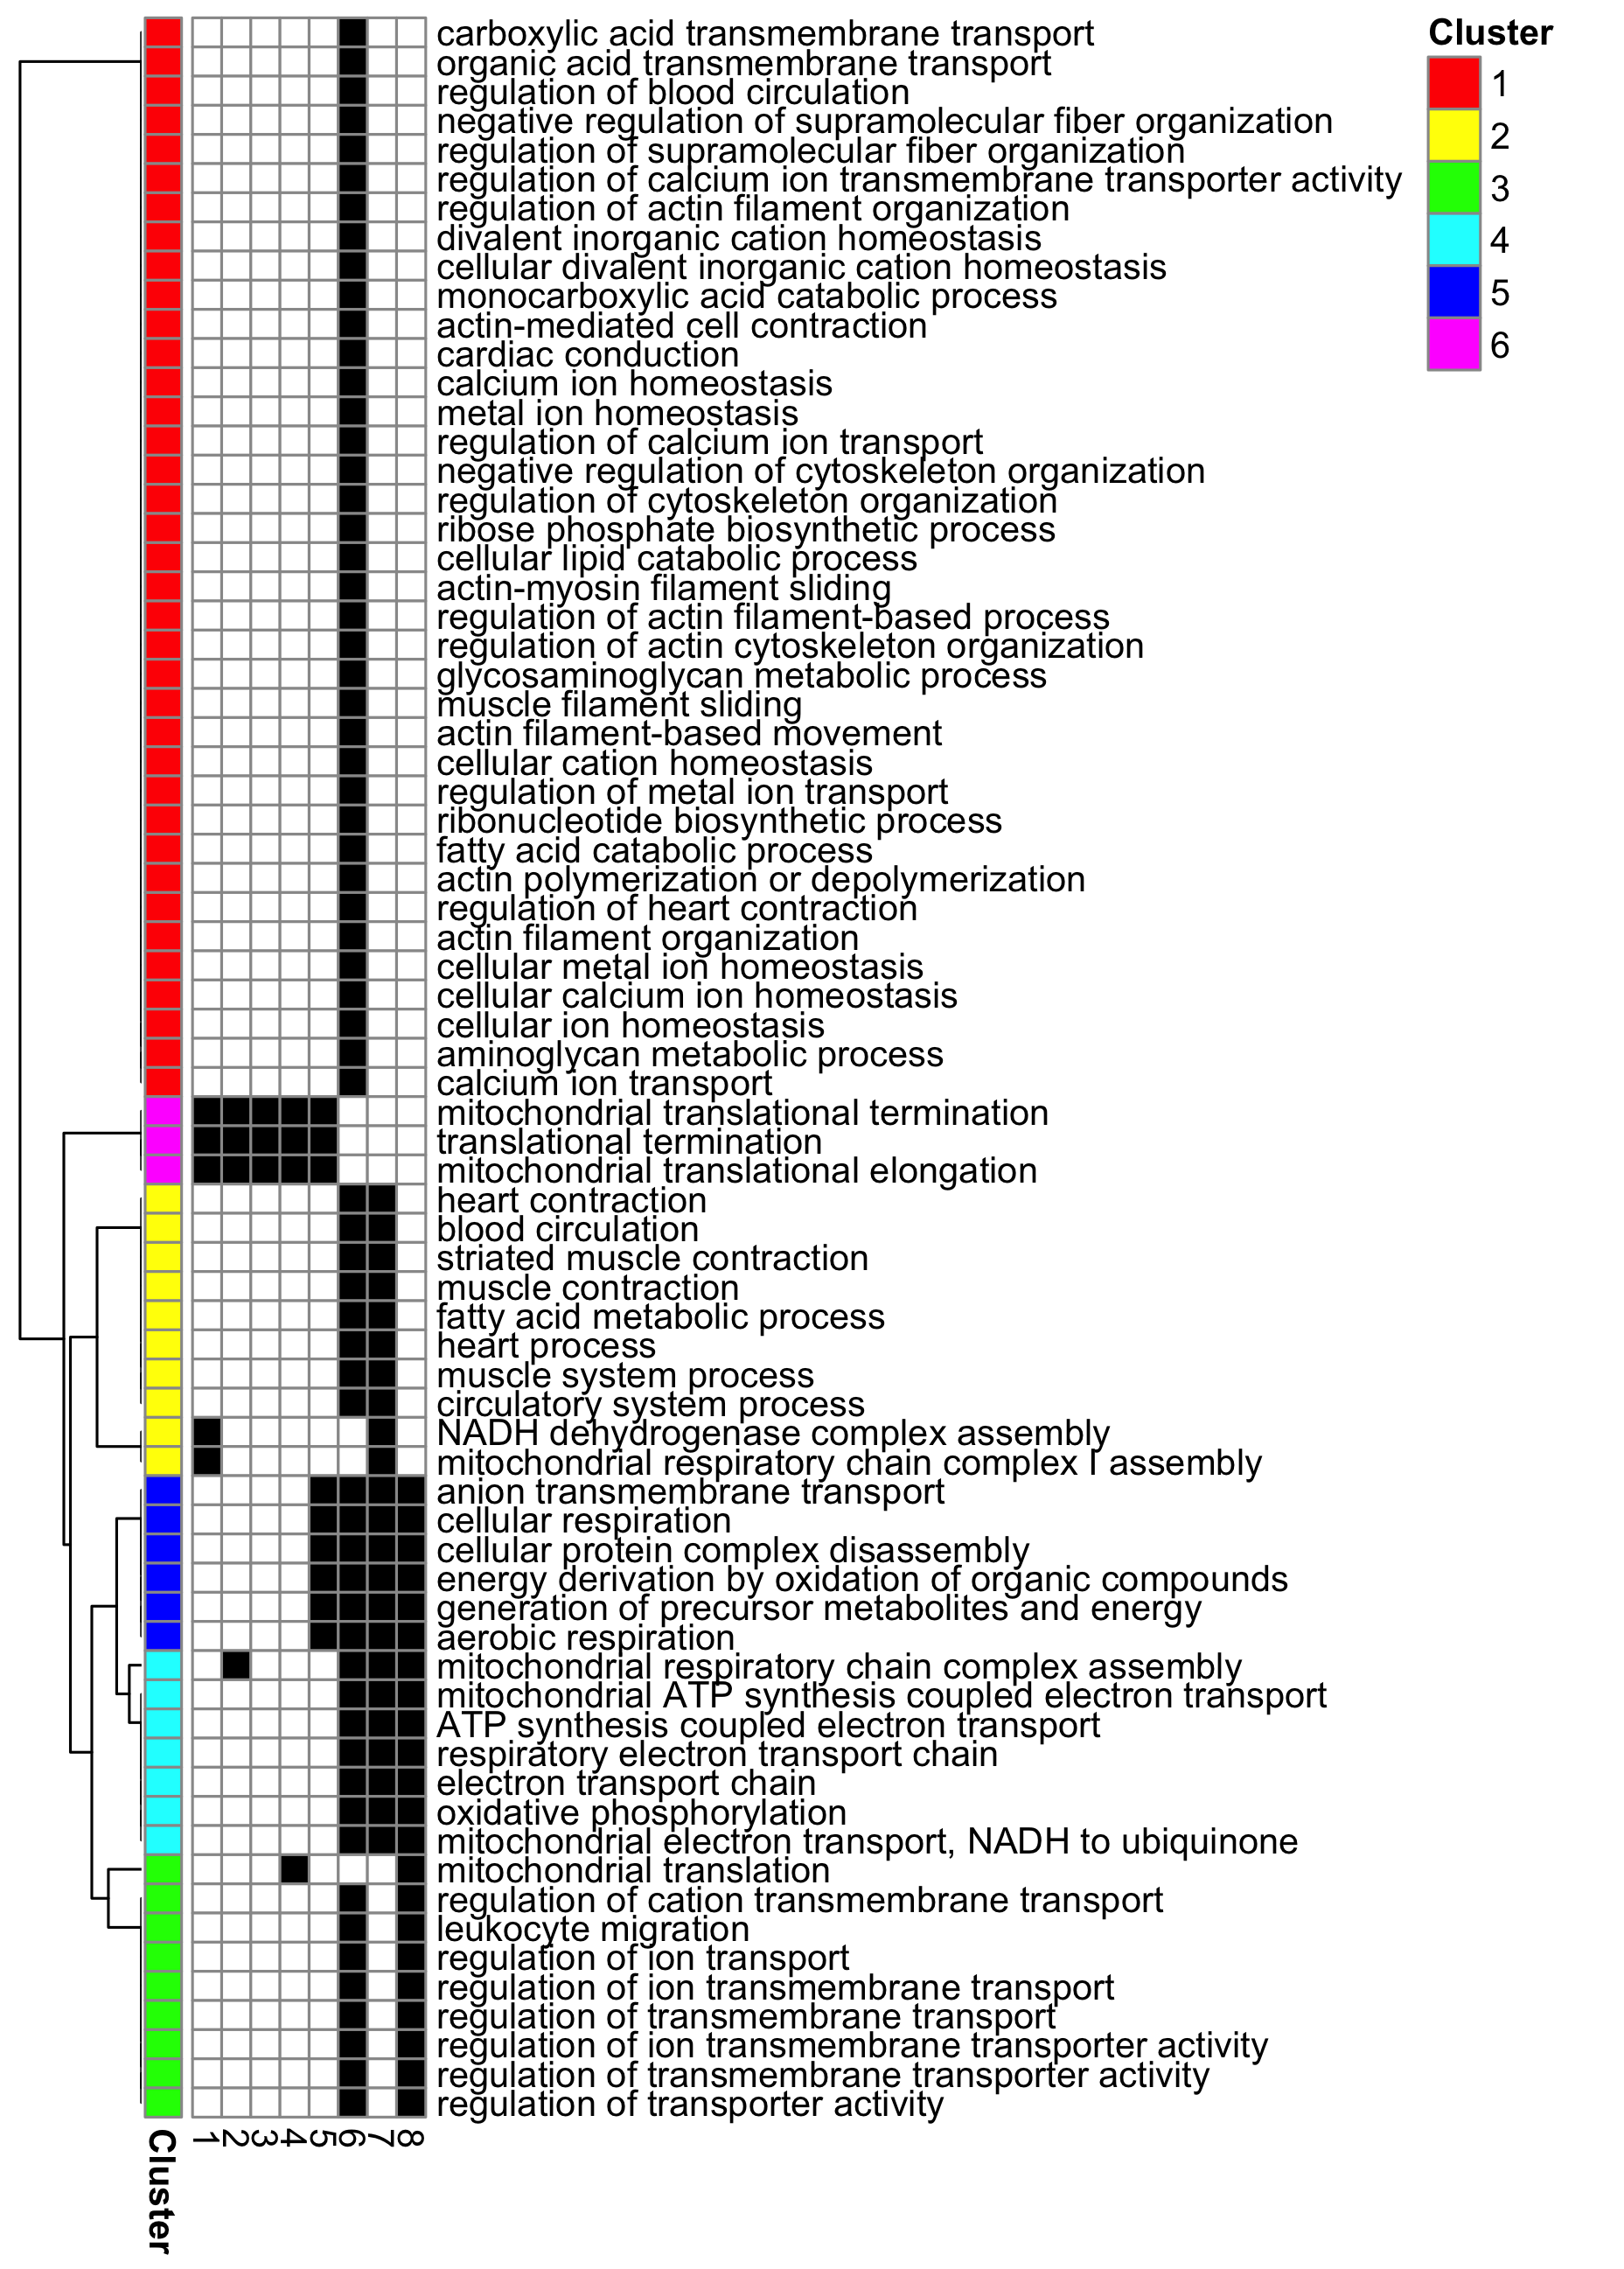 carboxylic acid transmembrane transport
organic acid transmembrane transport
regulation of blood circulation
negative regulation of supramolecular fiber organization
regulation of supramolecular fiber organization
regulation of calcium ion transmembrane transporter activity
regulation of actin filament organization
divalent inorganic cation homeostasis
cellular divalent inorganic cation homeostasis
monocarboxylic acid catabolic process
actin-mediated cell contraction
cardiac conduction
calcium ion homeostasis
metal ion homeostasis
regulation of calcium ion transport
negative regulation of cytoskeleton organization
regulation of cytoskeleton organization
ribose phosphate biosynthetic process
cellular lipid catabolic process
actin-myosin filament sliding
regulation of actin filament-based process
regulation of actin cytoskeleton organization
glycosaminoglycan metabolic process
muscle filament sliding
actin filament-based movement
cellular cation homeostasis
regulation of metal ion transport
ribonucleotide biosynthetic process
fatty acid catabolic process
actin polymerization or depolymerization
regulation of heart contraction
actin filament organization
cellular metal ion homeostasis
cellular calcium ion homeostasis
cellular ion homeostasis
aminoglycan metabolic process
calcium ion transport
mitochondrial translational termination
translational termination
mitochondrial translational elongation
heart contraction
blood circulation
striated muscle contraction
muscle contraction
fatty acid metabolic process
heart process
muscle system process
circulatory system process
NADH dehydrogenase complex assembly
mitochondrial respiratory chain complex I assembly
anion transmembrane transport
cellular respiration
cellular protein complex disassembly
energy derivation by oxidation of organic compounds
generation of precursor metabolites and energy
aerobic respiration
mitochondrial respiratory chain complex assembly
mitochondrial ATP synthesis coupled electron transport
ATP synthesis coupled electron transport
respiratory electron transport chain
electron transport chain
oxidative phosphorylation
mitochondrial electron transport, NADH to ubiquinone
mitochondrial translation
regulation of cation transmembrane transport
leukocyte migration
regulation of ion transport
regulation of ion transmembrane transport
regulation of transmembrane transport
regulation of ion transmembrane transporter activity
regulation of transmembrane transporter activity
regulation of transporter activity
Cluster
1
2
3
4
5
6
7
8
Cluster
1
2
3
4
5
6